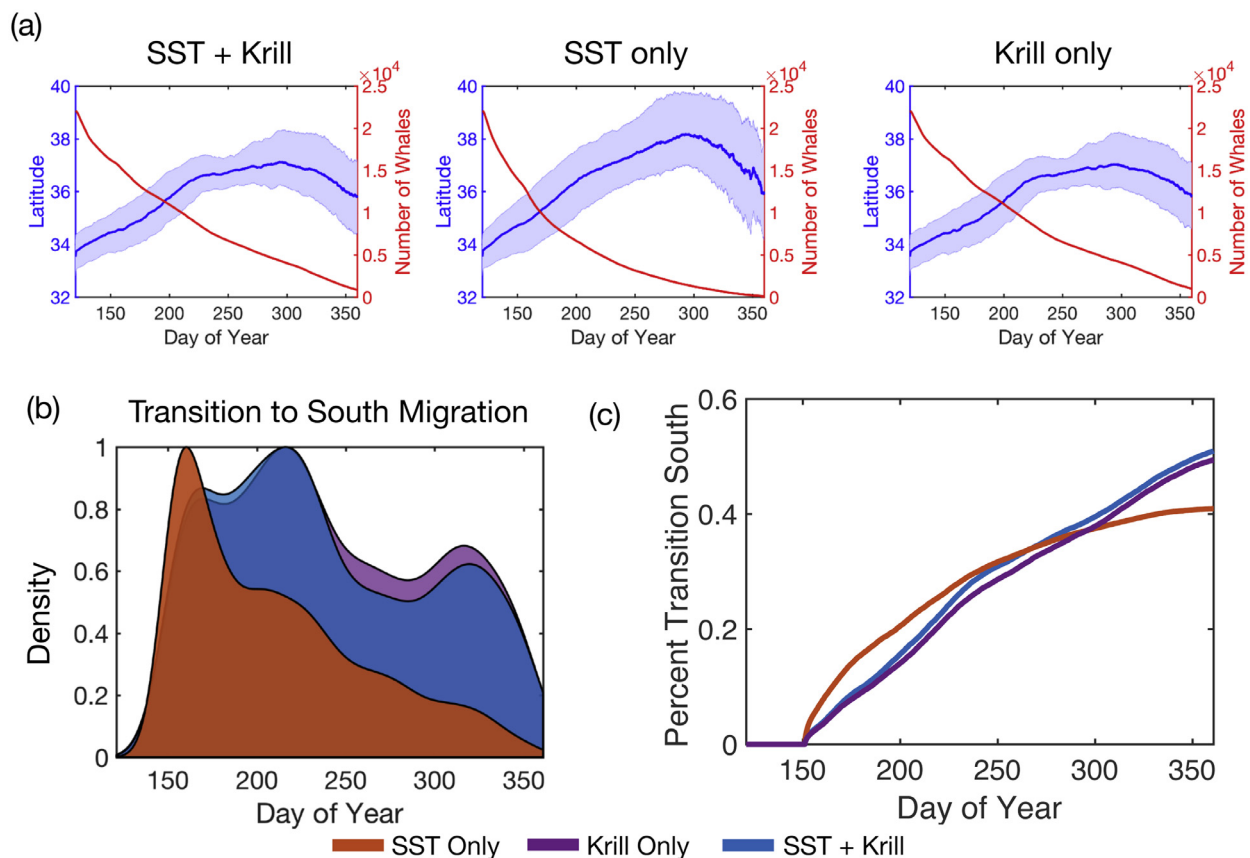 (a)
SST + Krill
SST only
Krill only
40
38
36
34
32
Latitude
×10⁴
2.5
2
1.5
1
0.5
0
Number of Whales
150 200 250 300 350
Day of Year
40
38
36
34
32
Latitude
×10⁴
2.5
2
1.5
1
0.5
0
Number of Whales
150 200 250 300 350
Day of Year
40
38
36
34
32
Latitude
×10⁴
2.5
2
1.5
1
0.5
0
Number of Whales
150 200 250 300 350
Day of Year
(b)
Transition to South Migration
1
0.8
0.6
0.4
0.2
0
Density
150 200 250 300 350
Day of Year
(c)
0.6
0.4
0.2
0
Percent Transition South
150 200 250 300 350
Day of Year
SST Only Krill Only SST + Krill